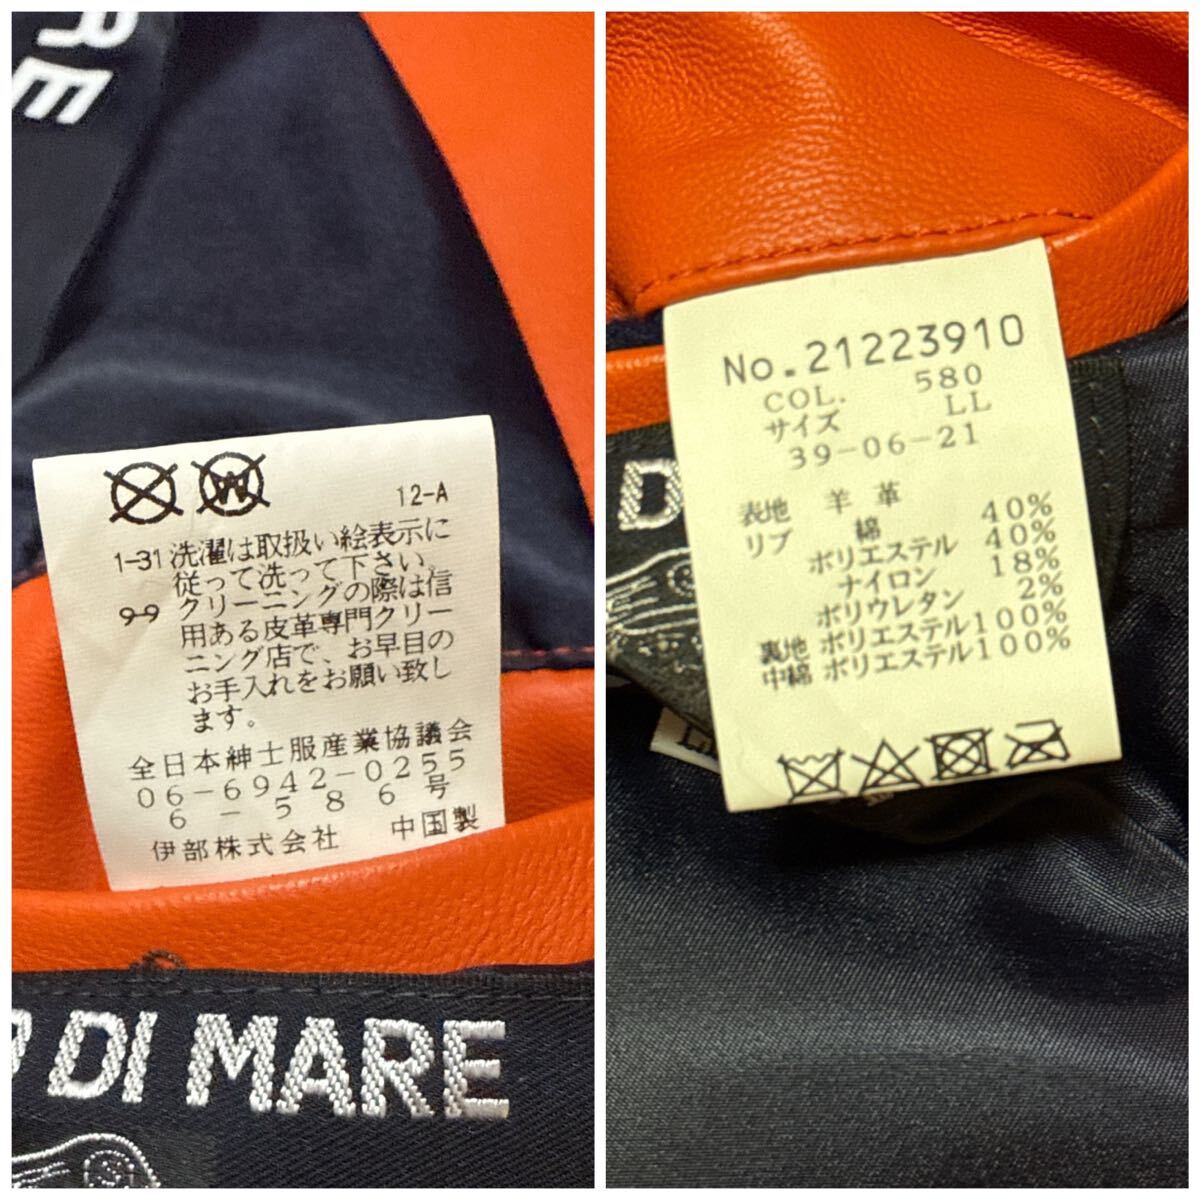 RE
W
12-A
1-31 洗濯は取扱い絵表示に
従って洗って下さい。
9-9 クリーニングの際は信
用ある皮革専門クリー
ニング店で、お早目の
お手入れをお願い致し
ます。
全日本紳士服産業協議会
06-6942-0255
6-586号
伊部株式会社 中国製
DI MARE
No.21223910
COL. 580
サイズ LL
39-06-21
表地 羊革
リブ 綿 40%
ポリエステル 40%
ナイロン 18%
ポリウレタン 2%
裏地 ポリエステル100%
中綿 ポリエステル100%
D